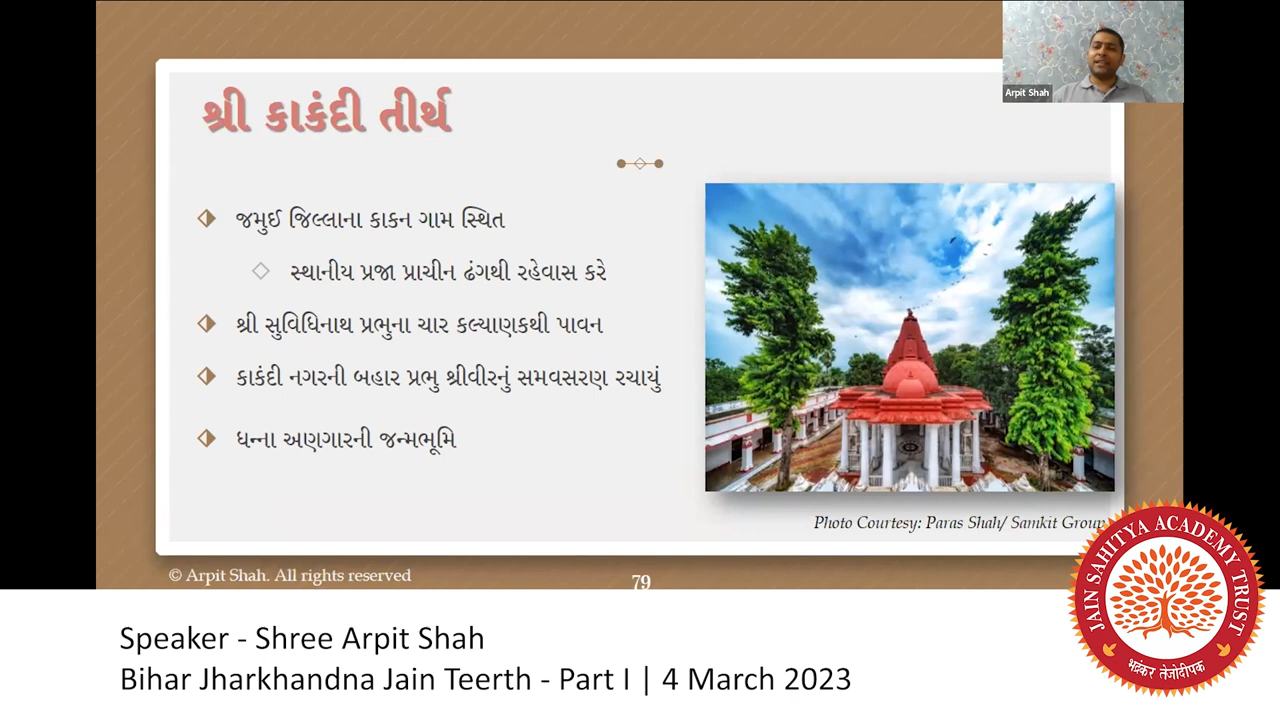 શ્રી કાકંદી તીર્થ
જમુઈ જિલ્લાના કાકન ગામ સ્થિત
સ્થાનીય પ્રજા પ્રાચીન ઢંગથી રહેવાસ કરે
શ્રી સુવિધિનાથ પ્રભુના ચાર કલ્યાણકથી પાવન
કાકંદી નગરની બહાર પ્રભુ શ્રીવીરનું સમવસરણ રચાયું
ધન્ના અણગારની જન્મભૂમિ
Arpit Shah
Photo Courtesy: Paras Shah/ Samkit Group
© Arpit Shah. All rights reserved
79
Speaker - Shree Arpit Shah
Bihar Jharkhandna Jain Teerth - Part I | 4 March 2023
JAIN SAHITYA ACADEMY TRUST
भद्रंकर तेजोदीपक